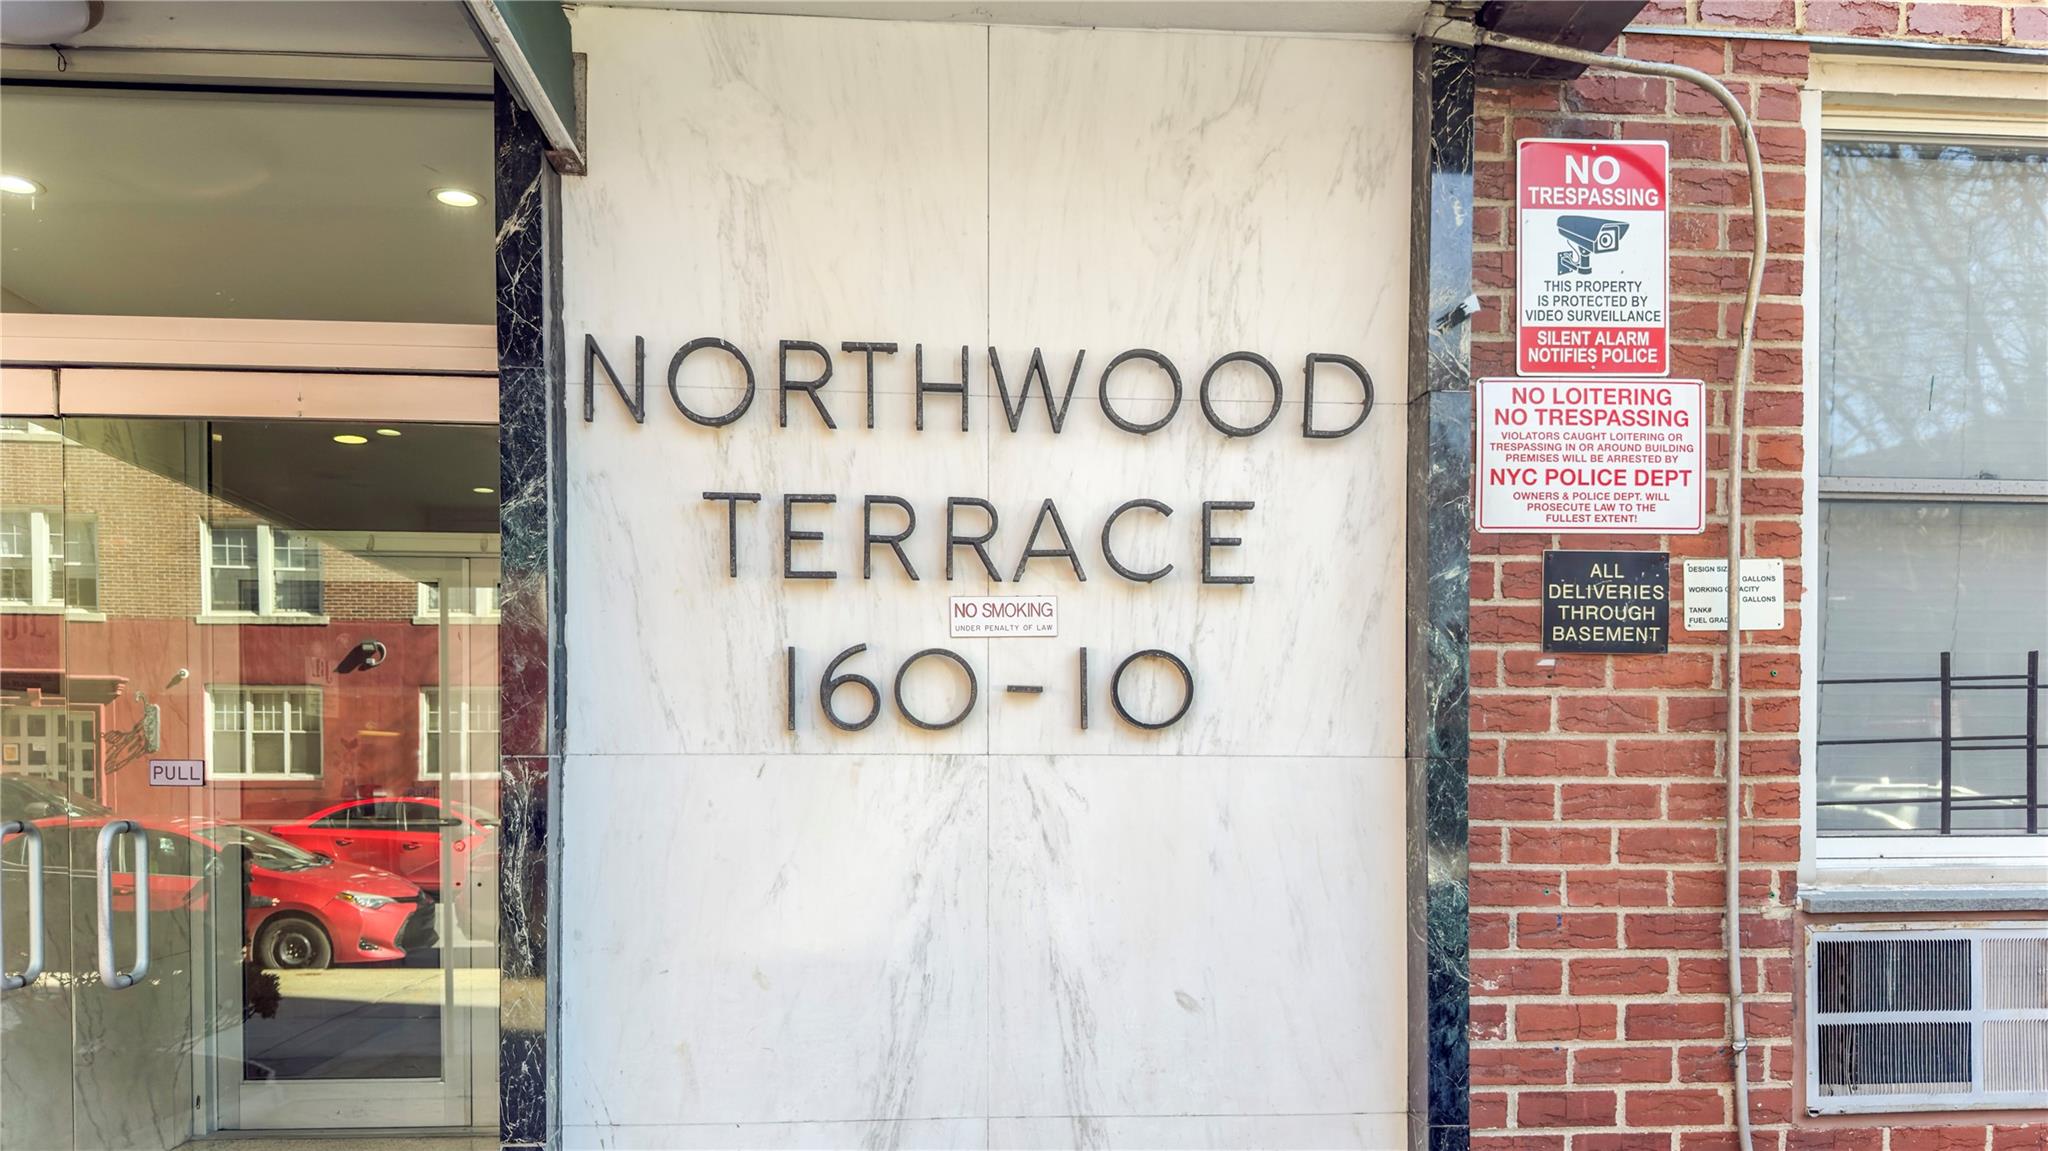 NORTHWOOD
TERRACE
NO SMOKING
UNDER PENALTY OF LAW
160-10
PULL
NO
TRESPASSING
THIS PROPERTY
IS PROTECTED BY
VIDEO SURVEILLANCE
SILENT ALARM
NOTIFIES POLICE
NO LOITERING
NO TRESPASSING
VIOLATORS CAUGHT LOITERING OR
TRESPASSING IN OR AROUND BUILDING
PREMISES WILL BE ARRESTED BY
NYC POLICE DEPT
OWNERS & POLICE DEPT. WILL
PROSECUTE LAW TO THE
FULLEST EXTENT!
ALL
DELIVERIES
THROUGH
BASEMENT
DESIGN
GALLONS
WORKING
GALLONS
TANK#
FUEL